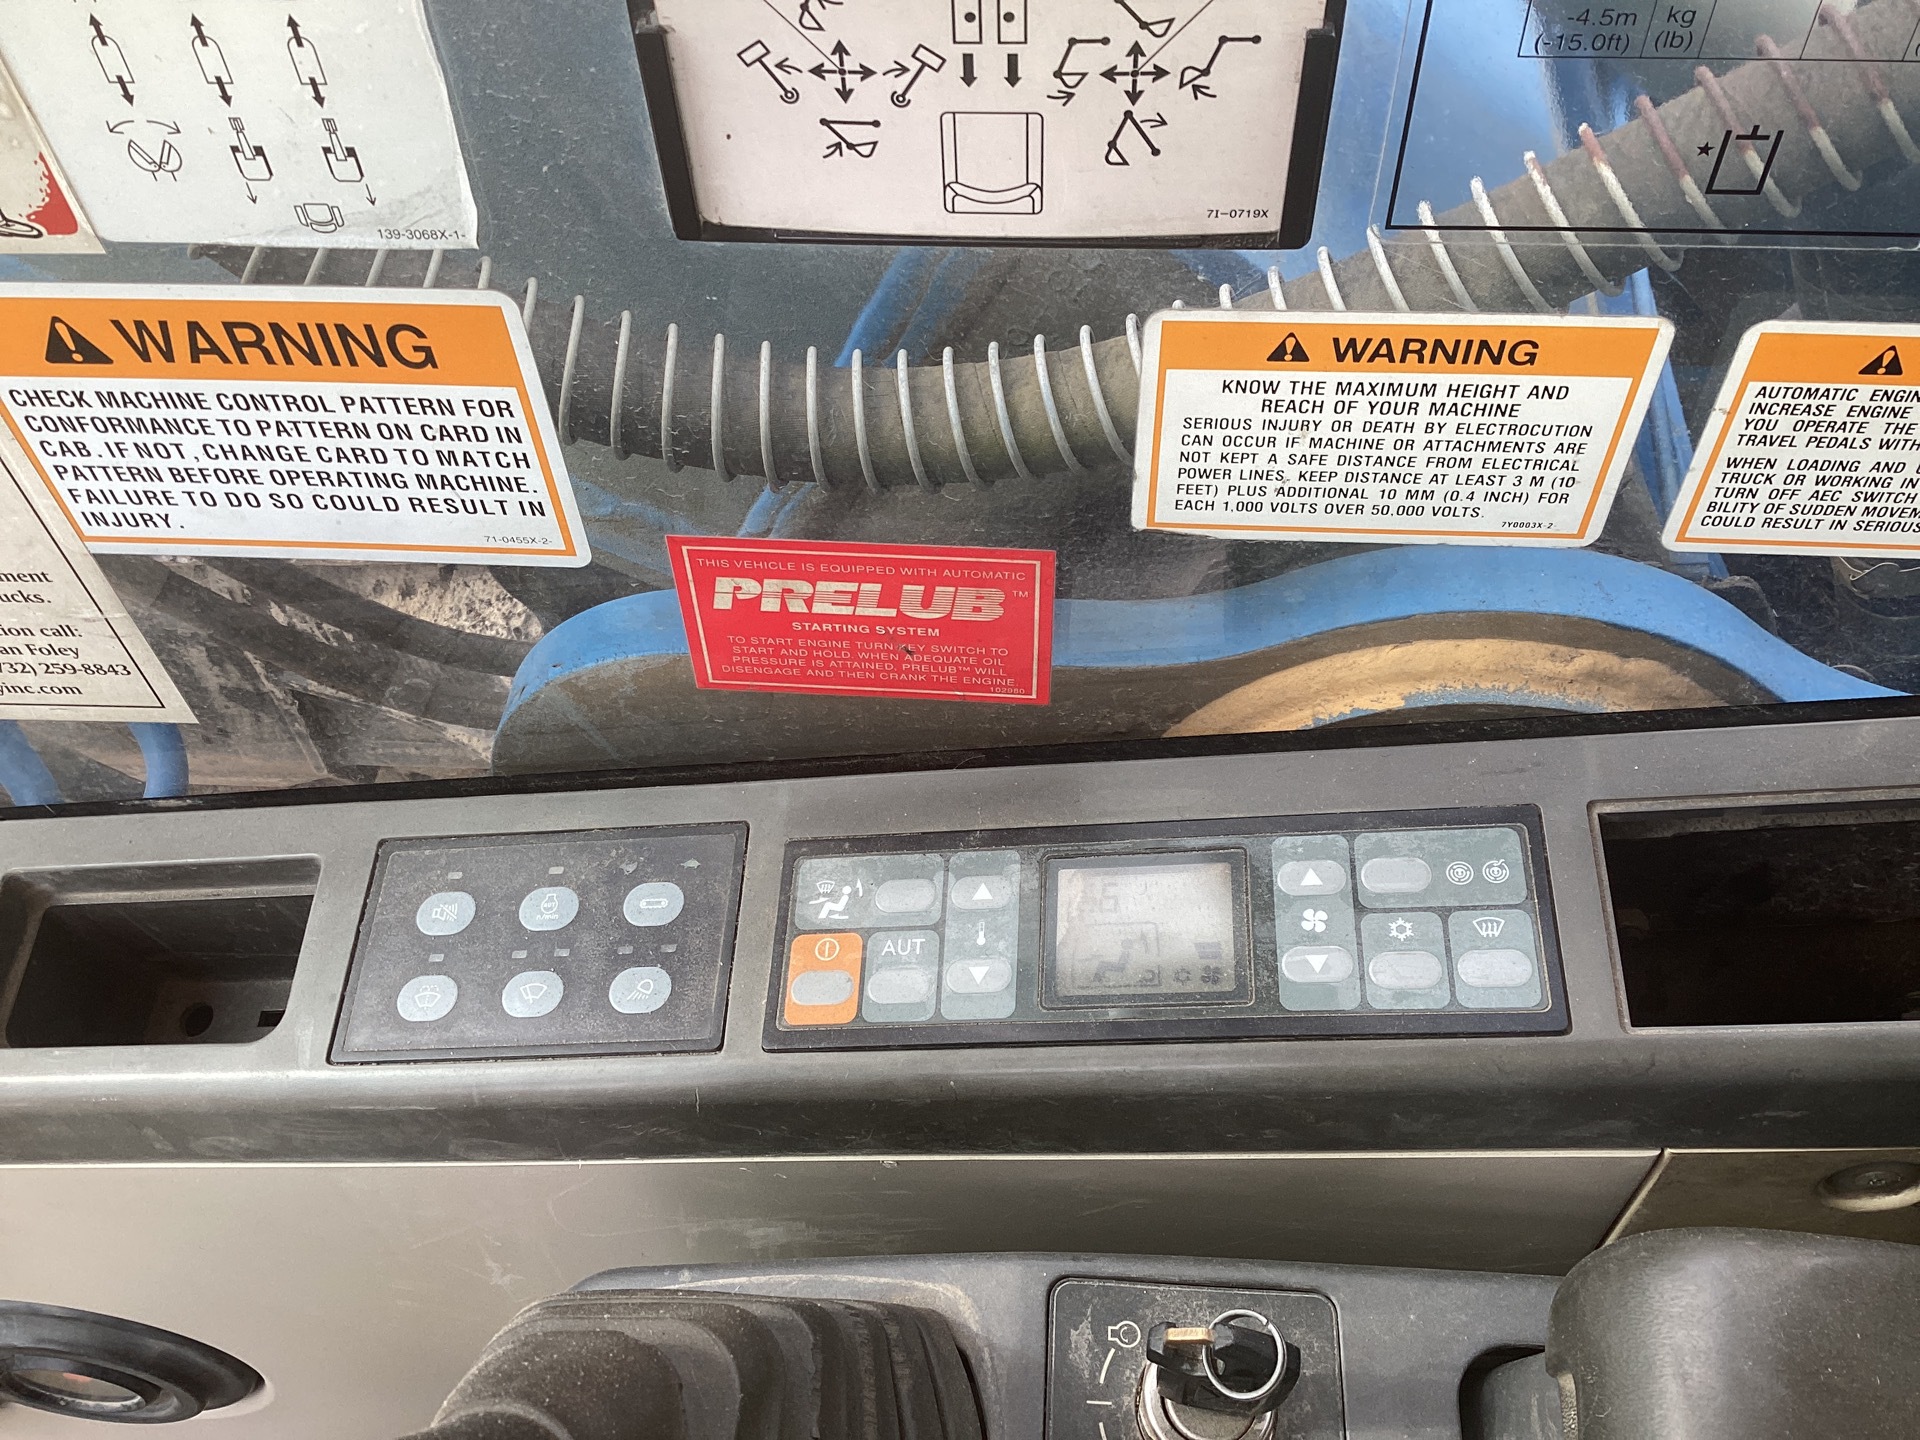 -4.5m
(-15.0ft)
kg
(lb)
139-3068X-1-
7I-0719X
WARNING
CHECK MACHINE CONTROL PATTERN FOR
CONFORMANCE TO PATTERN ON CARD IN
CAB. IF NOT, CHANGE CARD TO MATCH
PATTERN BEFORE OPERATING MACHINE.
FAILURE TO DO SO COULD RESULT IN
INJURY.
71-0455X-2-
WARNING
KNOW THE MAXIMUM HEIGHT AND
REACH OF YOUR MACHINE
SERIOUS INJURY OR DEATH BY ELECTROCUTION
CAN OCCUR IF MACHINE OR ATTACHMENTS ARE
NOT KEPT A SAFE DISTANCE FROM ELECTRICAL
POWER LINES. KEEP DISTANCE AT LEAST 3 M (10
FEET) PLUS ADDITIONAL 10 MM (0.4 INCH) FOR
EACH 1,000 VOLTS OVER 50,000 VOLTS.
7Y0003X-2-
AUTOMATIC ENGIN
INCREASE ENGINE
YOU OPERATE THE
TRAVEL PEDALS WITH
WHEN LOADING AND U
TRUCK OR WORKING IN
TURN OFF AEC SWITCH
BILITY OF SUDDEN MOVEM
COULD RESULT IN SERIOUS
ment
ucks.
ion call:
an Foley
732) 259-8843
yinc.com
THIS VEHICLE IS EQUIPPED WITH AUTOMATIC
PRELUB™
STARTING SYSTEM
TO START ENGINE TURN KEY SWITCH TO
START AND HOLD. WHEN ADEQUATE OIL
PRESSURE IS ATTAINED, PRELUB™ WILL
DISENGAGE AND THEN CRANK THE ENGINE.
102980
AUT
n/min
AUT